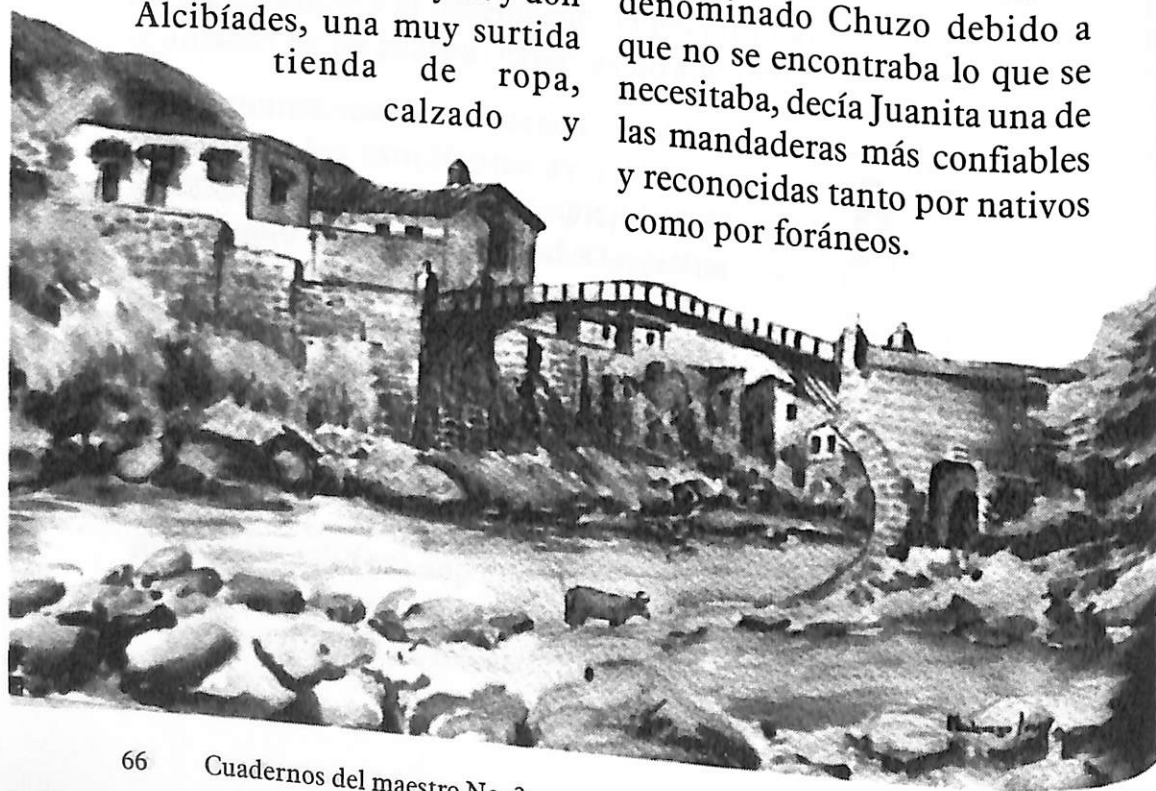 don
Alcibíades, una muy surtida
tienda de ropa,
calzado y
denominado Chuzo debido a
que no se encontraba lo que se
necesitaba, decía Juanita una de
las mandaderas más confiables
y reconocidas tanto por nativos
como por foráneos.
66 Cuadernos del maestro No.